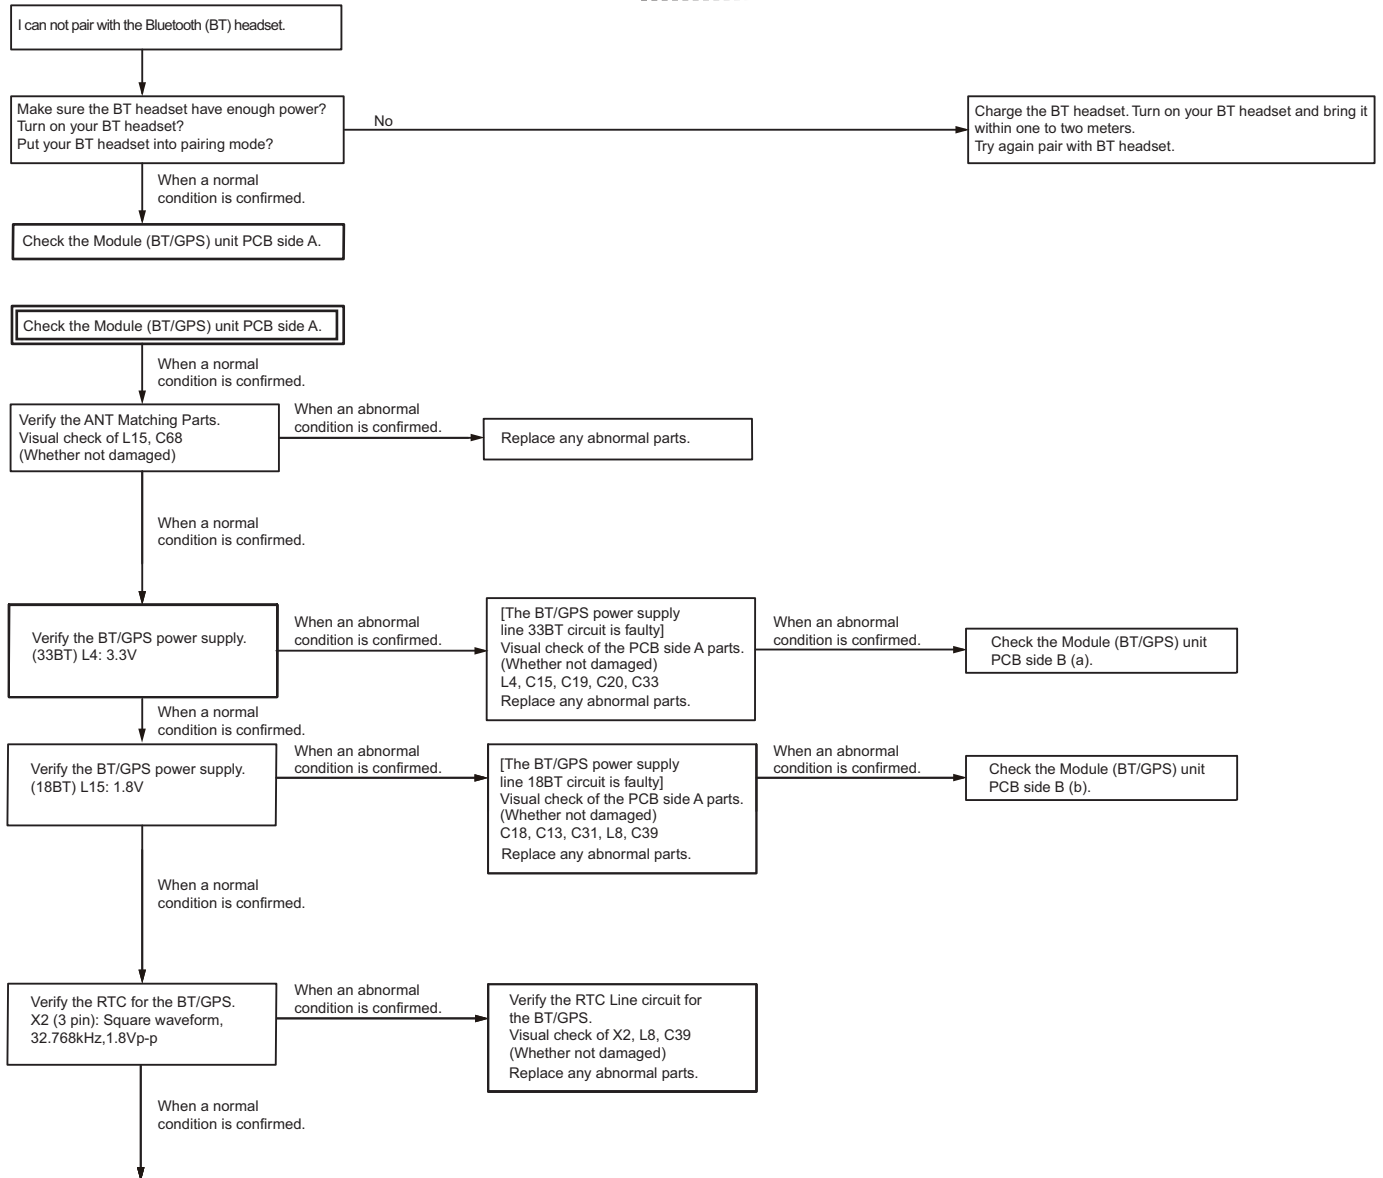 I can not pair with the Bluetooth (BT) headset.
Make sure the BT headset have enough power?
Turn on your BT headset?
Put your BT headset into pairing mode?
No
Charge the BT headset. Turn on your BT headset and bring it
within one to two meters.
Try again pair with BT headset.
When a normal
condition is confirmed.
Check the Module (BT/GPS) unit PCB side A.
Check the Module (BT/GPS) unit PCB side A.
When a normal
condition is confirmed.
Verify the ANT Matching Parts.
Visual check of L15, C68
(Whether not damaged)
When an abnormal
condition is confirmed.
Replace any abnormal parts.
When a normal
condition is confirmed.
Verify the BT/GPS power supply.
(33BT) L4: 3.3V
When an abnormal
condition is confirmed.
[The BT/GPS power supply
line 33BT circuit is faulty]
Visual check of the PCB side A parts.
(Whether not damaged)
L4, C15, C19, C20, C33
Replace any abnormal parts.
When an abnormal
condition is confirmed.
Check the Module (BT/GPS) unit
PCB side B (a).
When a normal
condition is confirmed.
Verify the BT/GPS power supply.
(18BT) L15: 1.8V
When an abnormal
condition is confirmed.
[The BT/GPS power supply
line 18BT circuit is faulty]
Visual check of the PCB side A parts.
(Whether not damaged)
C18, C13, C31, L8, C39
Replace any abnormal parts.
When an abnormal
condition is confirmed.
Check the Module (BT/GPS) unit
PCB side B (b).
When a normal
condition is confirmed.
Verify the RTC for the BT/GPS.
X2 (3 pin): Square waveform,
32.768kHz,1.8Vp-p
When an abnormal
condition is confirmed.
Verify the RTC Line circuit for
the BT/GPS.
Visual check of X2, L8, C39
(Whether not damaged)
Replace any abnormal parts.
When a normal
condition is confirmed.